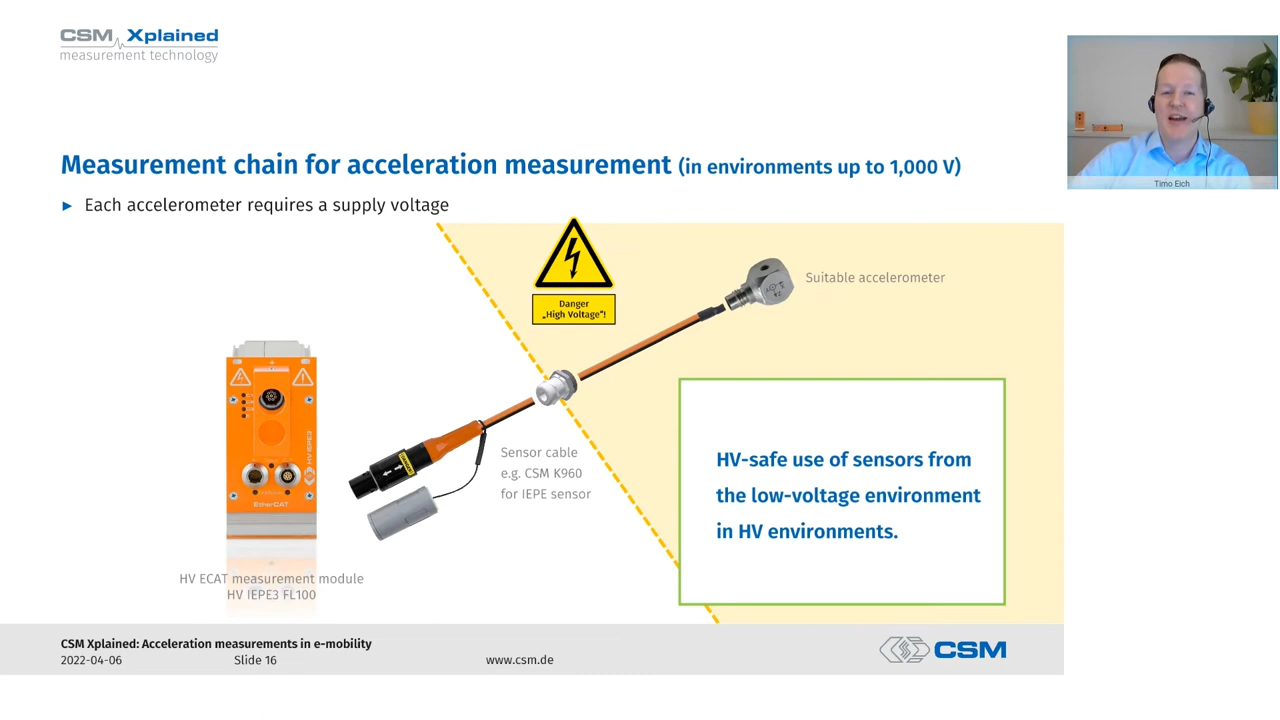 CSM Xplained
measurement technology
Measurement chain for acceleration measurement (in environments up to 1,000 V)
► Each accelerometer requires a supply voltage
Danger
„High Voltage“!
Suitable accelerometer
Sensor cable
e.g. CSM K960
for IEPE sensor
HV-safe use of sensors from
the low-voltage environment
in HV environments.
HV IEPE3
EtherCAT
HV ECAT measurement module
HV IEPE3 FL100
Timo Eich
CSM Xplained: Acceleration measurements in e-mobility
2022-04-06 Slide 16 www.csm.de
CSM